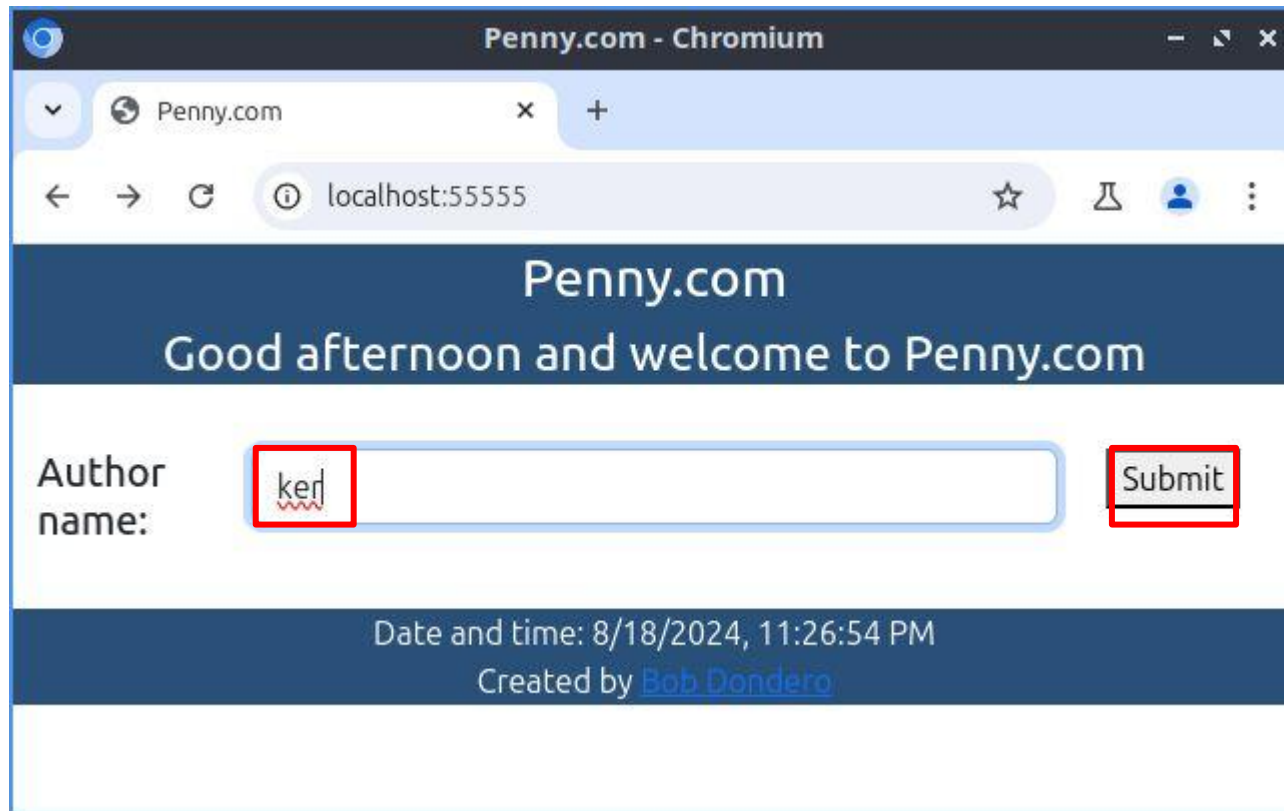 Penny.com - Chromium
Penny.com
localhost:55555
Penny.com
Good afternoon and welcome to Penny.com
Author
name:
ker
Submit
Date and time: 8/18/2024, 11:26:54 PM
Created by Bob Dondero